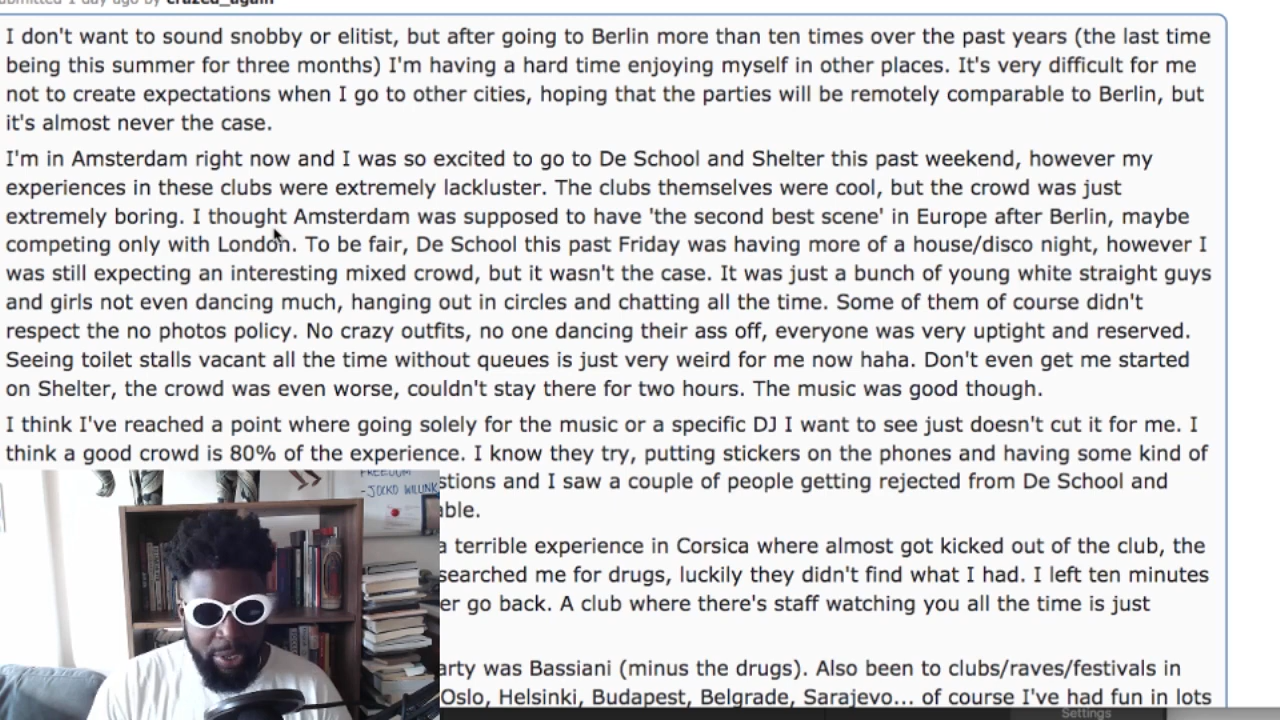 submitted 1 day ago by crazed_again
I don't want to sound snobby or elitist, but after going to Berlin more than ten times over the past years (the last time
being this summer for three months) I'm having a hard time enjoying myself in other places. It's very difficult for me
not to create expectations when I go to other cities, hoping that the parties will be remotely comparable to Berlin, but
it's almost never the case.
I'm in Amsterdam right now and I was so excited to go to De School and Shelter this past weekend, however my
experiences in these clubs were extremely lackluster. The clubs themselves were cool, but the crowd was just
extremely boring. I thought Amsterdam was supposed to have 'the second best scene' in Europe after Berlin, maybe
competing only with London. To be fair, De School this past Friday was having more of a house/disco night, however I
was still expecting an interesting mixed crowd, but it wasn't the case. It was just a bunch of young white straight guys
and girls not even dancing much, hanging out in circles and chatting all the time. Some of them of course didn't
respect the no photos policy. No crazy outfits, no one dancing their ass off, everyone was very uptight and reserved.
Seeing toilet stalls vacant all the time without queues is just very weird for me now haha. Don't even get me started
on Shelter, the crowd was even worse, couldn't stay there for two hours. The music was good though.
I think I've reached a point where going solely for the music or a specific DJ I want to see just doesn't cut it for me. I
think a good crowd is 80% of the experience. I know they try, putting stickers on the phones and having some kind of
stions and I saw a couple of people getting rejected from De School and
able.
a terrible experience in Corsica where almost got kicked out of the club, the
searched me for drugs, luckily they didn't find what I had. I left ten minutes
er go back. A club where there's staff watching you all the time is just
arty was Bassiani (minus the drugs). Also been to clubs/raves/festivals in
Oslo, Helsinki, Budapest, Belgrade, Sarajevo... of course I've had fun in lots
FREEDOM
-JOCKO WILLINK
Settings